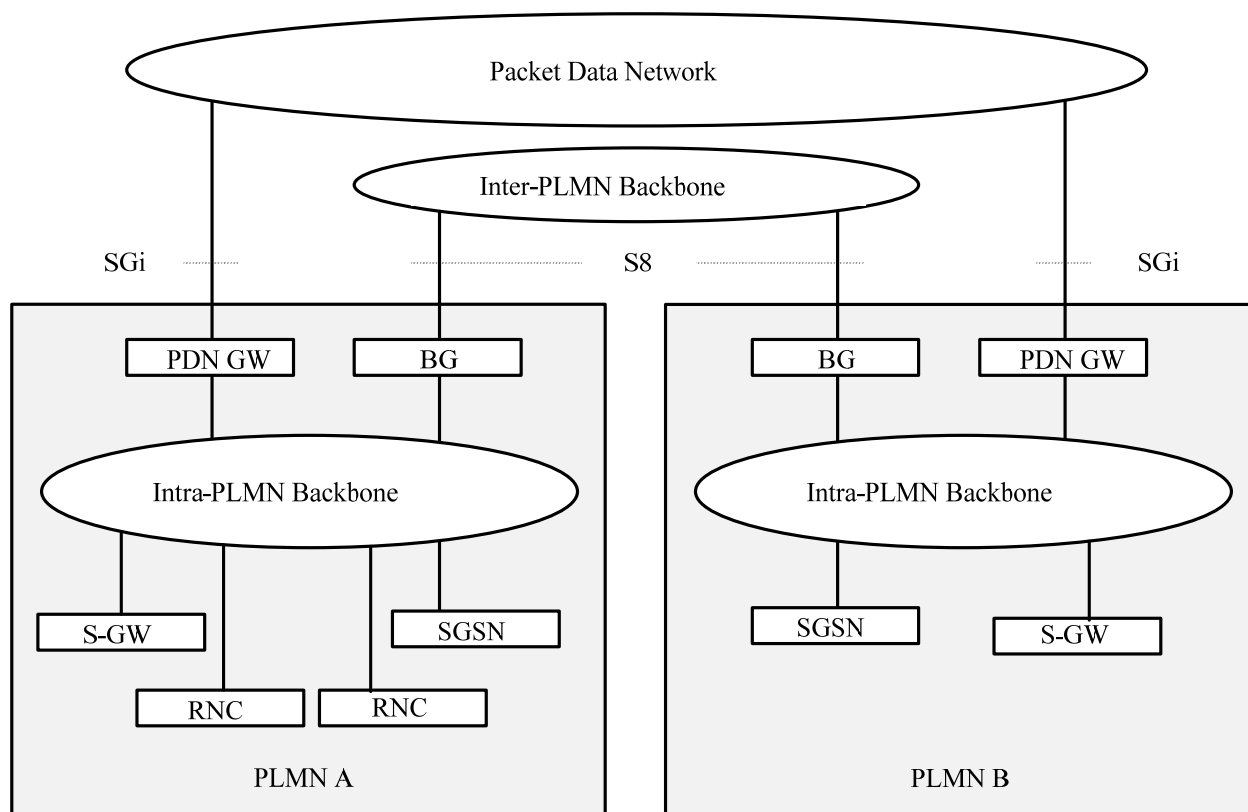 Packet Data Network
Inter-PLMN Backbone
SGi
S8
SGi
PDN GW
BG
BG
PDN GW
Intra-PLMN Backbone
Intra-PLMN Backbone
S-GW
SGSN
SGSN
S-GW
RNC
RNC
PLMN A
PLMN B